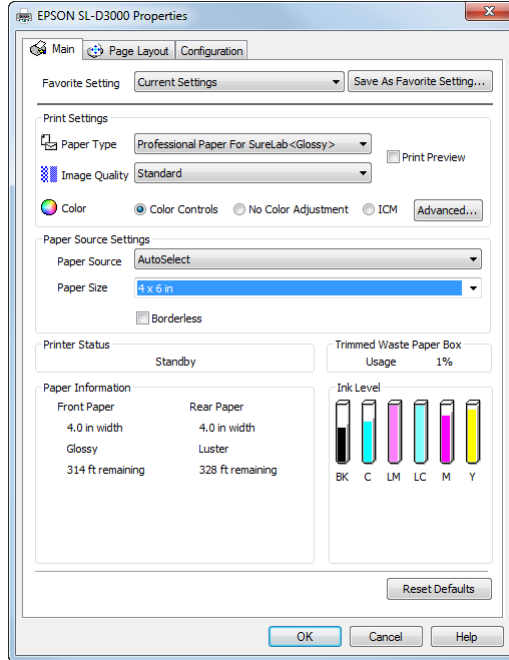 EPSON SL-D3000 Properties
Main Page Layout Configuration
Favorite Setting Current Settings Save As Favorite Setting...
Print Settings
Paper Type Professional Paper For SureLab<Glossy>
Print Preview
Image Quality Standard
Color Color Controls No Color Adjustment ICM Advanced...
Paper Source Settings
Paper Source AutoSelect
Paper Size 4 x 6 in
Borderless
Printer Status Trimmed Waste Paper Box
Standby Usage 1%
Paper Information Ink Level
Front Paper Rear Paper
4.0 in width 4.0 in width
Glossy Luster
314 ft remaining 328 ft remaining
BK C LM LC M Y
Reset Defaults
OK Cancel Help